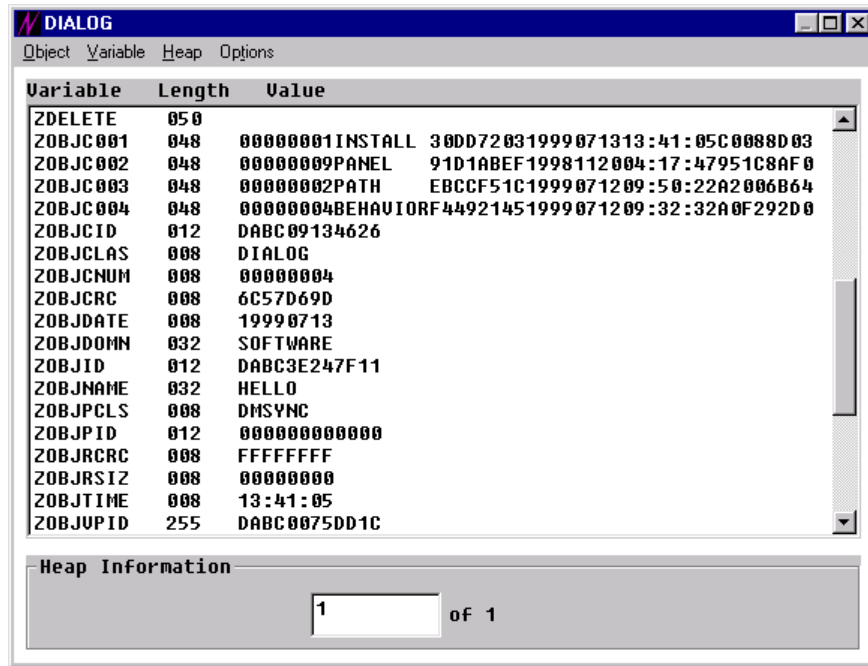 DIALOG
Object Variable Heap Options
Variable Length Value
ZDELETE 050
ZOBJC001 048 00000001INSTALL 30DD72031999071313:41:05C0088D03
ZOBJC002 048 00000009PANEL 91D1ABEF1998112004:17:47951C8AF0
ZOBJC003 048 00000002PATH EBCCF51C1999071209:50:22A2006B64
ZOBJC004 048 00000004BEHAVIORF44921451999071209:32:32A0F292D0
ZOBJCID 012 DABC09134626
ZOBJCLAS 008 DIALOG
ZOBJCNUM 008 00000004
ZOBJCRC 008 6C57D69D
ZOBJDATE 008 19990713
ZOBJDOMN 032 SOFTWARE
ZOBJID 012 DABC3E247F11
ZOBJNAME 032 HELLO
ZOBJPCLS 008 DMSYNC
ZOBJPID 012 000000000000
ZOBJRCRC 008 FFFFFFFF
ZOBJRSIZ 008 00000000
ZOBJTIME 008 13:41:05
ZOBJVPID 255 DABC0075DD1C
Heap Information
1 of 1